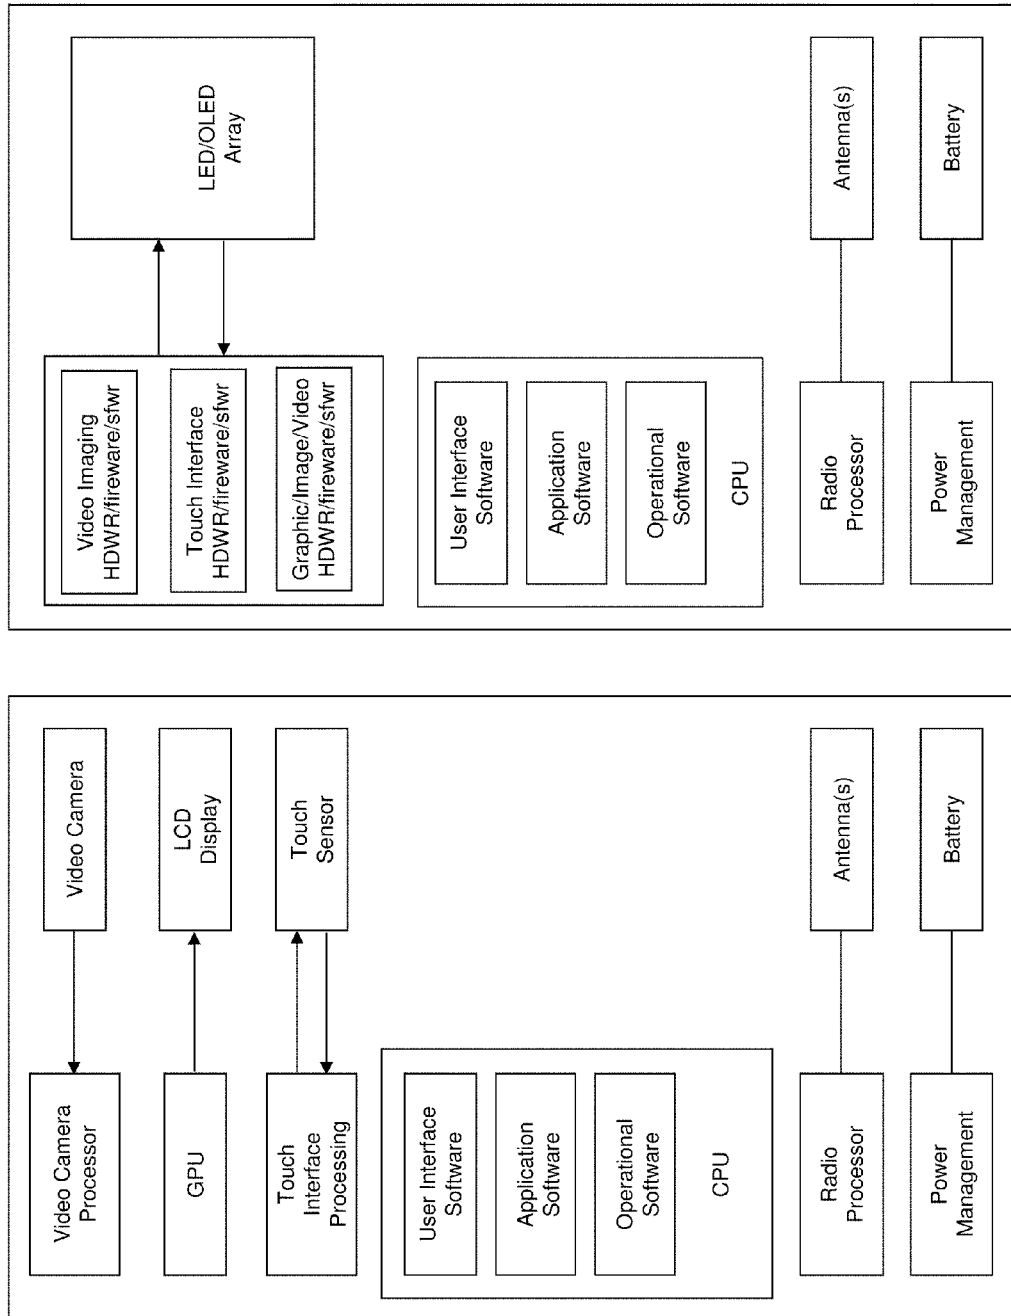 Video Camera
Processor
Video Camera
GPU
LCD
Display
Touch
Interface
Processing
Touch
Sensor
User Interface
Software
Application
Software
Operational
Software
CPU
Radio
Processor
Antenna(s)
Power
Management
Battery
Video Imaging
HDWR/fireware/sfwr
Touch Interface
HDWR/fireware/sfwr
Graphic/Image/Video
HDWR/fireware/sfwr
LED/OLED
Array
User Interface
Software
Application
Software
Operational
Software
CPU
Radio
Processor
Antenna(s)
Power
Management
Battery